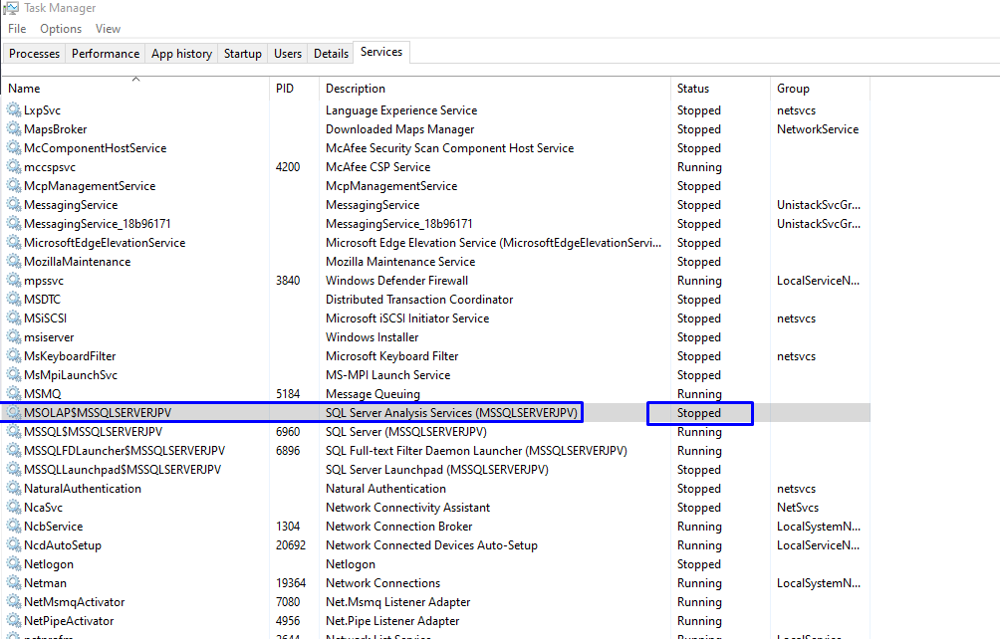 Task Manager
File Options View
Processes Performance App history Startup Users Details Services
Name PID Description Status Group
LxpSvc Language Experience Service Stopped netsvcs
MapsBroker Downloaded Maps Manager Stopped NetworkService
McComponentHostService McAfee Security Scan Component Host Service Stopped
mccspsvc 4200 McAfee CSP Service Running
McpManagementService McpManagementService Stopped
MessagingService MessagingService Stopped UnistackSvcGr...
MessagingService_18b96171 MessagingService_18b96171 Stopped UnistackSvcGr...
MicrosoftEdgeElevationService Microsoft Edge Elevation Service (MicrosoftEdgeElevationServi... Stopped
MozillaMaintenance Mozilla Maintenance Service Stopped
mpssvc 3840 Windows Defender Firewall Running LocalServiceN...
MSDTC Distributed Transaction Coordinator Stopped
MSiSCSI Microsoft iSCSI Initiator Service Stopped netsvcs
msiserver Windows Installer Stopped
MsKeyboardFilter Microsoft Keyboard Filter Stopped netsvcs
MsMpiLaunchSvc MS-MPI Launch Service Stopped
MSMQ 5184 Message Queuing Running
MSOLAP$MSSQLSERVERJPV SQL Server Analysis Services (MSSQLSERVERJPV) Stopped
MSSQL$MSSQLSERVERJPV 6960 SQL Server (MSSQLSERVERJPV) Running
MSSQLFDLauncher$MSSQLSERVERJPV 6896 SQL Full-text Filter Daemon Launcher (MSSQLSERVERJPV) Running
MSSQLLaunchpad$MSSQLSERVERJPV SQL Server Launchpad (MSSQLSERVERJPV) Stopped
NaturalAuthentication Natural Authentication Stopped netsvcs
NcaSvc Network Connectivity Assistant Stopped NetSvcs
NcbService 1304 Network Connection Broker Running LocalSystemN...
NcdAutoSetup 20692 Network Connected Devices Auto-Setup Running LocalServiceN...
Netlogon Netlogon Stopped
Netman 19364 Network Connections Running LocalSystemN...
NetMsmqActivator 7080 Net.Msmq Listener Adapter Running
NetPipeActivator 4956 Net.Pipe Listener Adapter Running